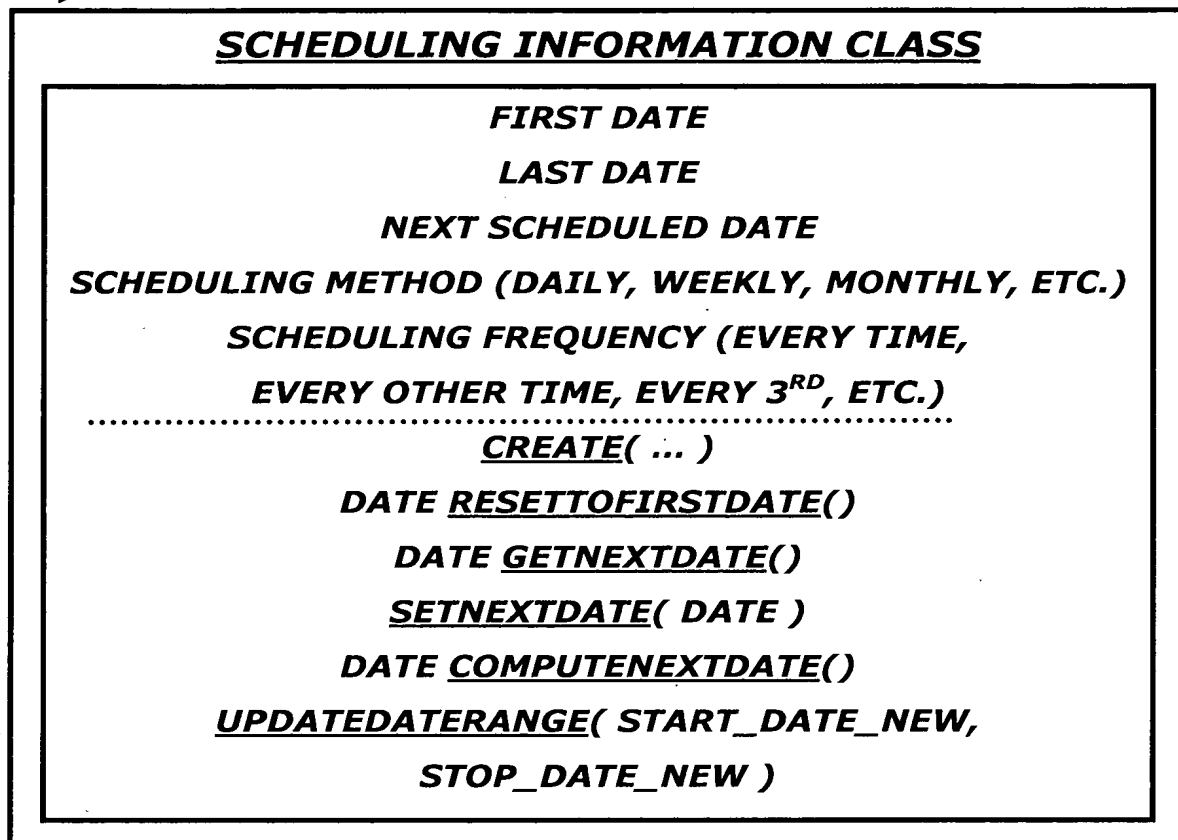 SCHEDULING INFORMATION CLASS
FIRST DATE
LAST DATE
NEXT SCHEDULED DATE
SCHEDULING METHOD (DAILY, WEEKLY, MONTHLY, ETC.)
SCHEDULING FREQUENCY (EVERY TIME,
EVERY OTHER TIME, EVERY 3RD, ETC.)
CREATE( ... )
DATE RESETTOFIRSTDATE()
DATE GETNEXTDATE()
SETNEXTDATE( DATE )
DATE COMPUTENEXTDATE()
UPDATEDATERANGE( START_DATE_NEW,
STOP_DATE_NEW )